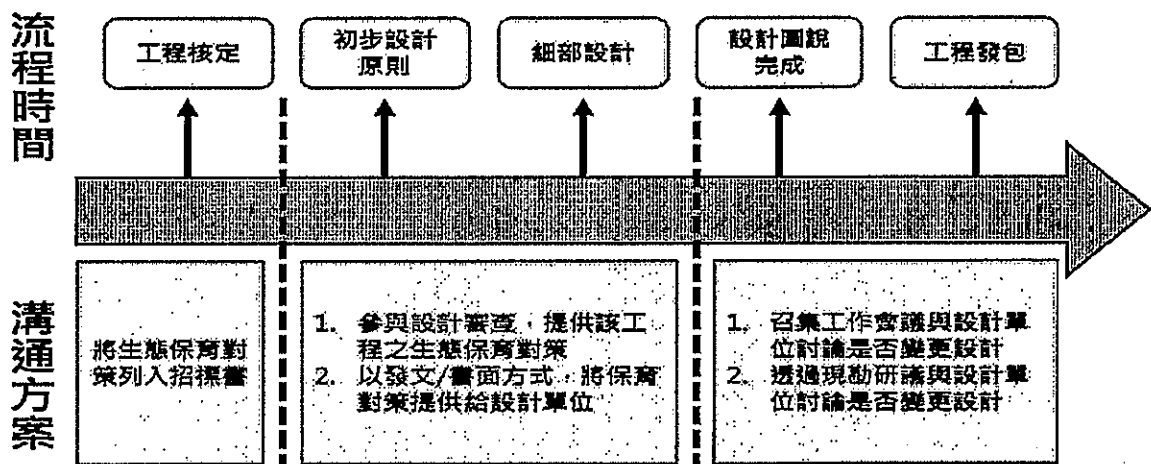 流程時間
工程核定
初步設計
原則
細部設計
設計圖說
完成
工程發包
溝通方案
將生態保育對
策列入招標書
1. 參與設計審查，提供該工
程之生態保育對策
2. 以發文/書面方式，將保育
對策提供給設計單位
1. 召集工作會議與設計單
位討論是否變更設計
2. 透過現勘研議與設計單
位討論是否變更設計